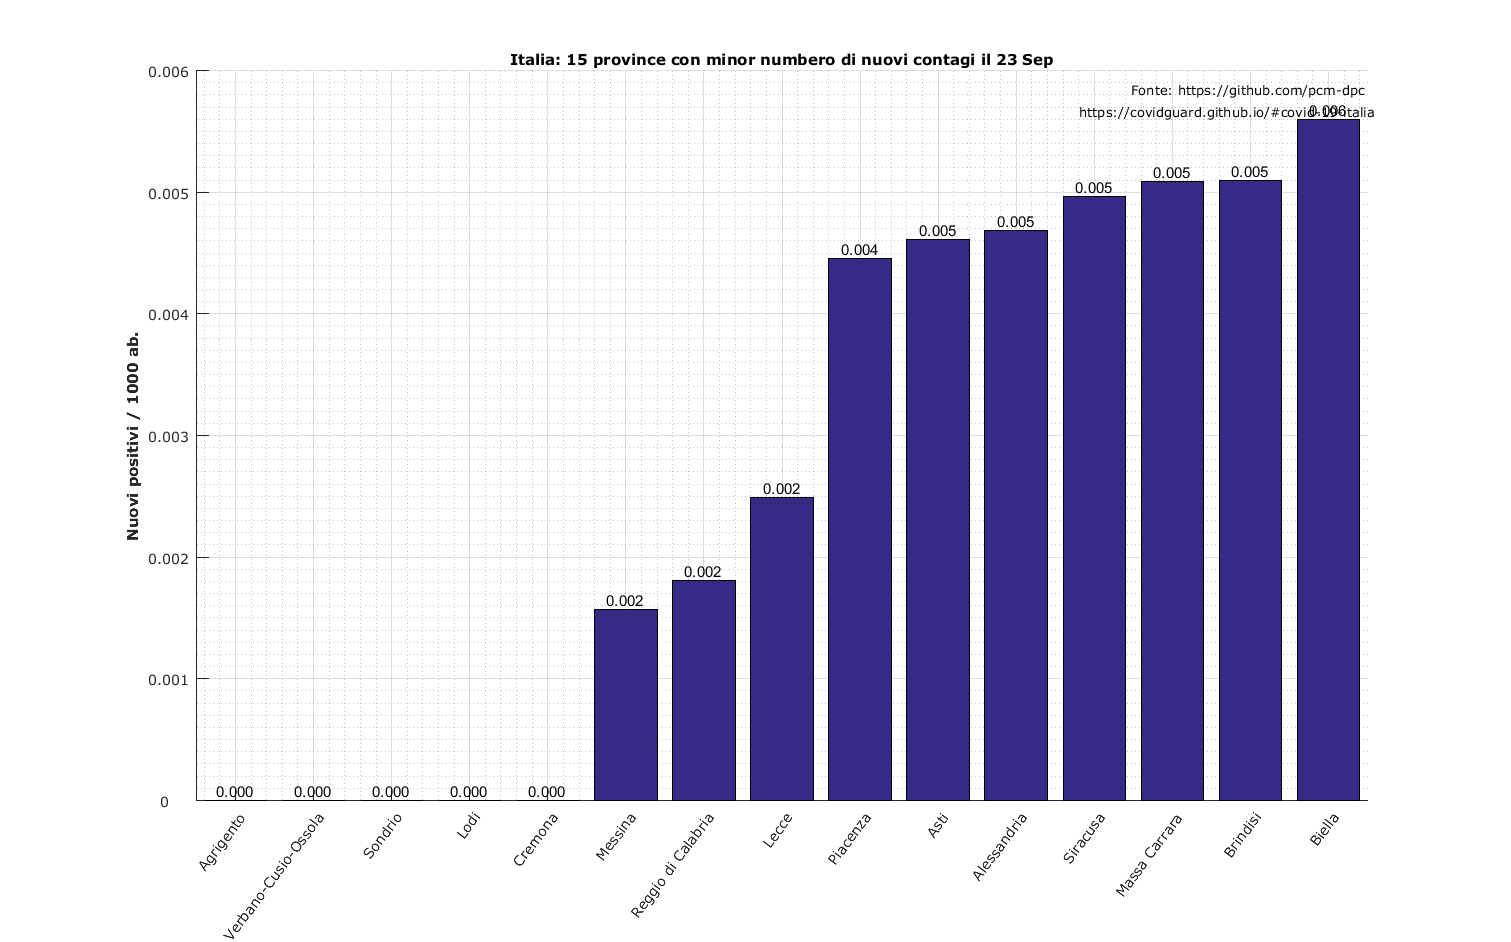 Italia: 15 province con minor numbero di nuovi contagi il 23 Sep
Fonte: https://github.com/pcm-dpc
https://covidguard.github.io/#covid-19-italia
Nuovi positivi / 1000 ab.
0.006
0.005
0.004
0.003
0.002
0.001
0
0.000
0.000
0.000
0.000
0.000
0.002
0.002
0.002
0.004
0.005
0.005
0.005
0.005
0.005
0.006
Agrigento
Verbano-Cusio-Ossola
Sondrio
Lodi
Cremona
Messina
Reggio di Calabria
Lecce
Piacenza
Asti
Alessandria
Siracusa
Massa Carrara
Brindisi
Biella